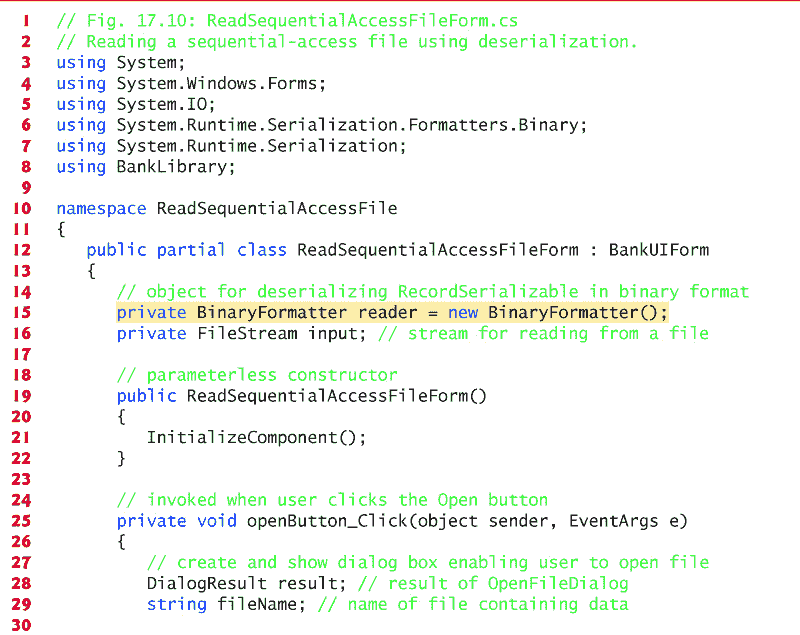 1 // Fig. 17.10: ReadSequentialAccessFileForm.cs
2 // Reading a sequential-access file using deserialization.
3 using System;
4 using System.Windows.Forms;
5 using System.IO;
6 using System.Runtime.Serialization.Formatters.Binary;
7 using System.Runtime.Serialization;
8 using BankLibrary;
9
10 namespace ReadSequentialAccessFile
11 {
12 public partial class ReadSequentialAccessFileForm : BankUIForm
13 {
14 // object for deserializing RecordSerializable in binary format
15 private BinaryFormatter reader = new BinaryFormatter();
16 private FileStream input; // stream for reading from a file
17
18 // parameterless constructor
19 public ReadSequentialAccessFileForm()
20 {
21 InitializeComponent();
22 }
23
24 // invoked when user clicks the Open button
25 private void openButton_Click(object sender, EventArgs e)
26 {
27 // create and show dialog box enabling user to open file
28 DialogResult result; // result of OpenFileDialog
29 string fileName; // name of file containing data
30